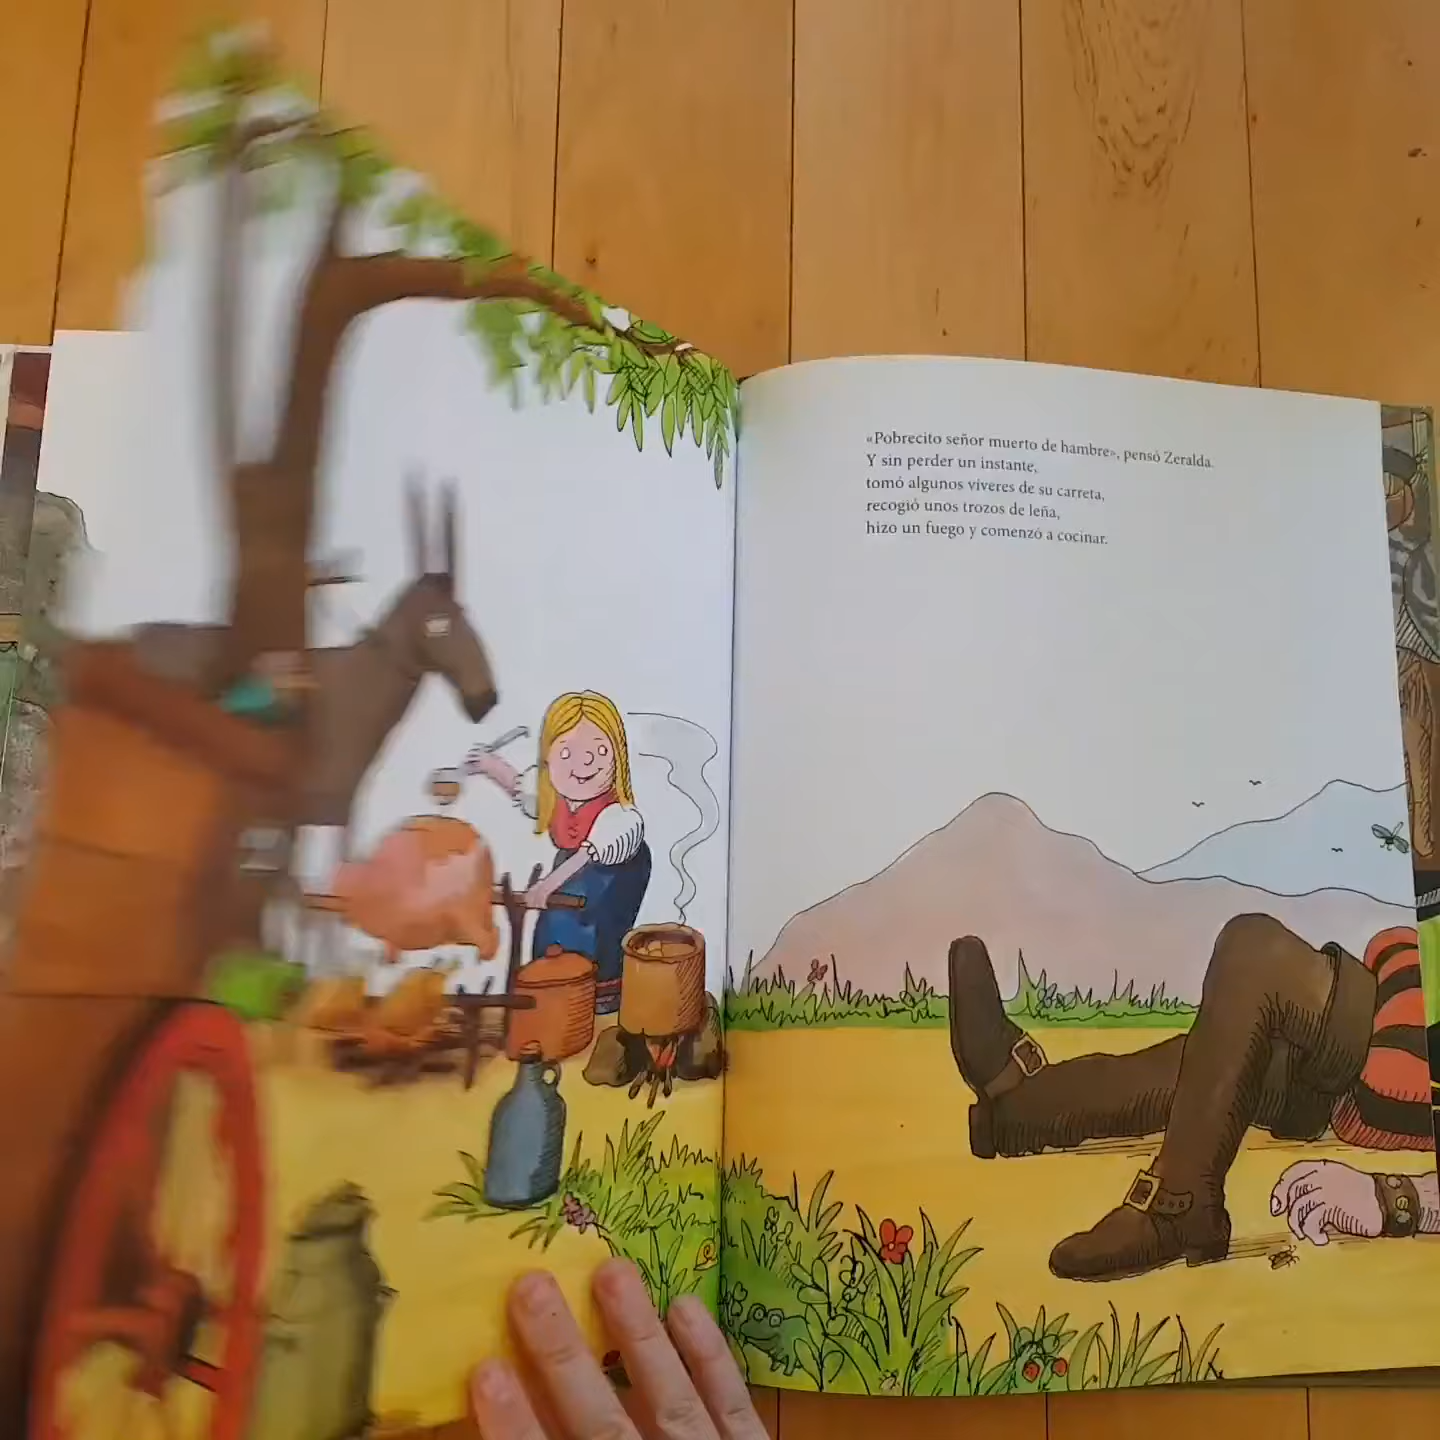 «Pobrecito señor muerto de hambre», pensó Zeralda.
Y sin perder un instante,
tomó algunos víveres de su carreta,
recogió unos trozos de leña,
hizo un fuego y comenzó a cocinar.